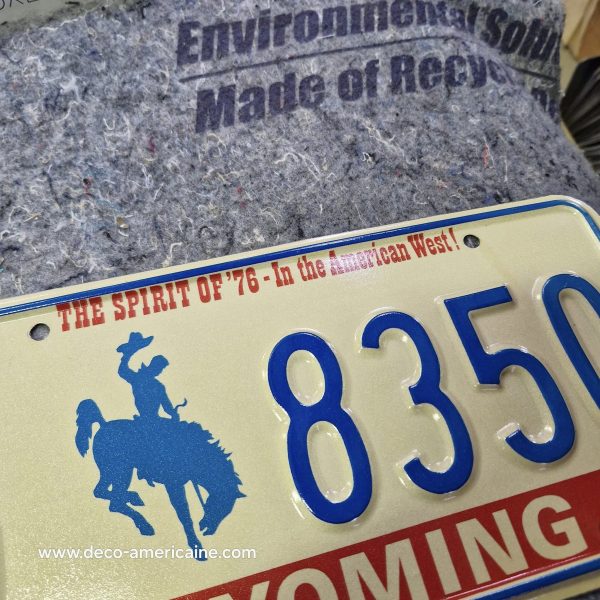 Environmental Solu
Made of Recyc
THE SPIRIT OF '76 - In the American West!
8350
www.deco-americaine.com
YOMING